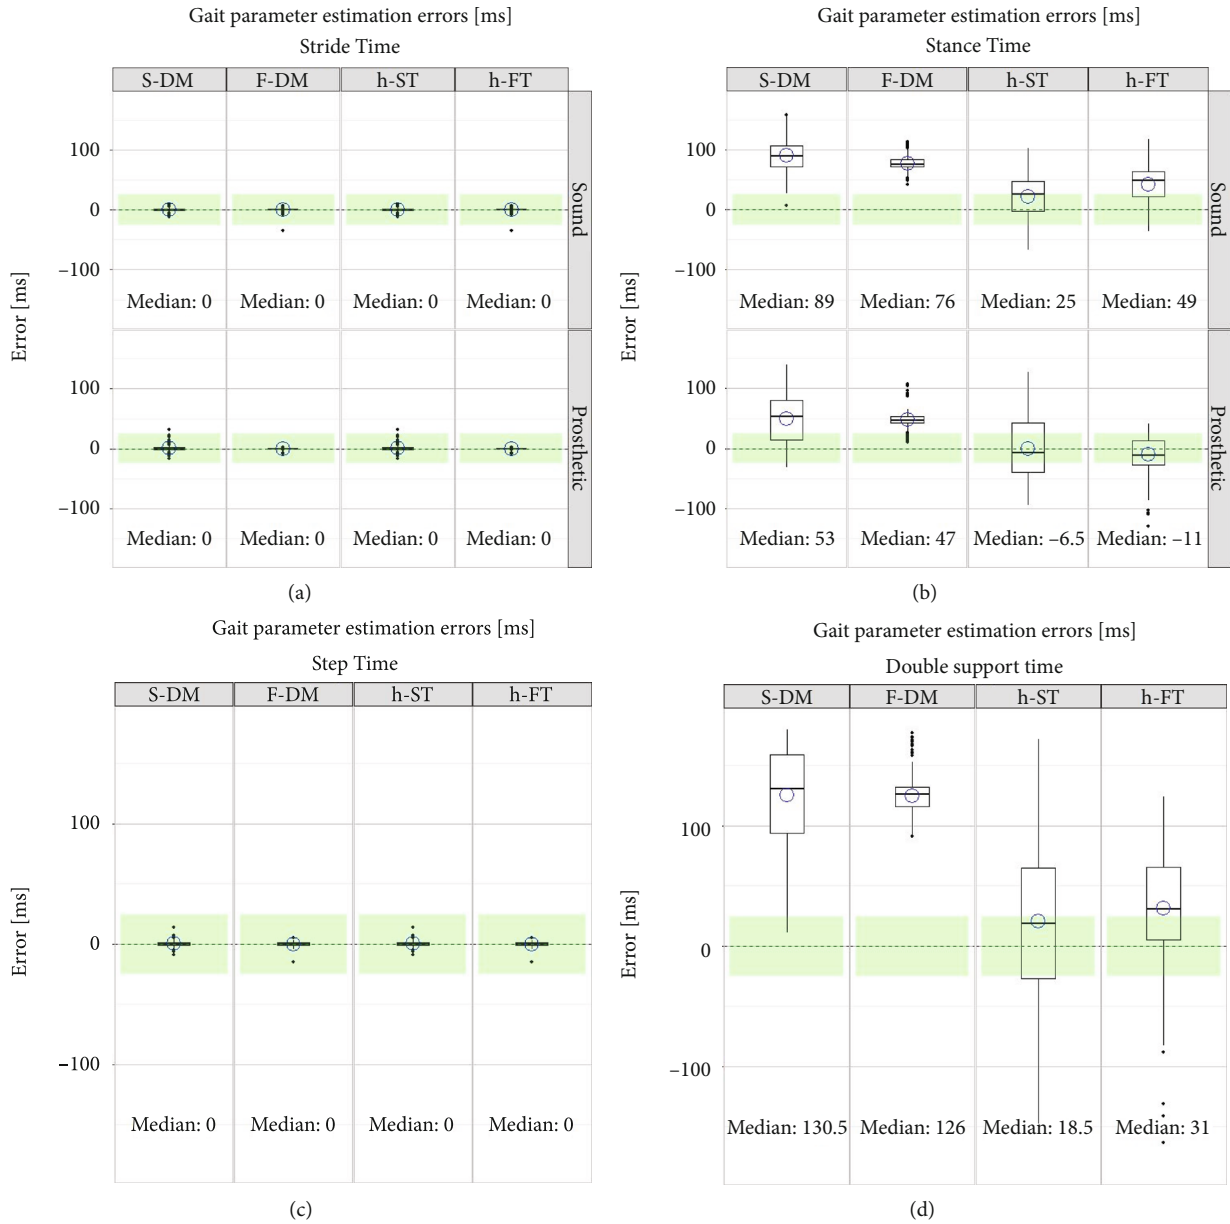 Gait parameter estimation errors [ms]
Stride Time
S-DM F-DM h-ST h-FT
100
0
–100
Sound
Median: 0 Median: 0 Median: 0 Median: 0
Error [ms]
100
0
–100
Prosthetic
Median: 0 Median: 0 Median: 0 Median: 0
(a)
Gait parameter estimation errors [ms]
Stance Time
S-DM F-DM h-ST h-FT
100
0
–100
Sound
Median: 89 Median: 76 Median: 25 Median: 49
Error [ms]
100
0
–100
Prosthetic
Median: 53 Median: 47 Median: –6.5 Median: –11
(b)
Gait parameter estimation errors [ms]
Step Time
S-DM F-DM h-ST h-FT
100
0
–100
Error [ms]
Median: 0 Median: 0 Median: 0 Median: 0
(c)
Gait parameter estimation errors [ms]
Double support time
S-DM F-DM h-ST h-FT
100
0
–100
Error [ms]
Median: 130.5 Median: 126 Median: 18.5 Median: 31
(d)